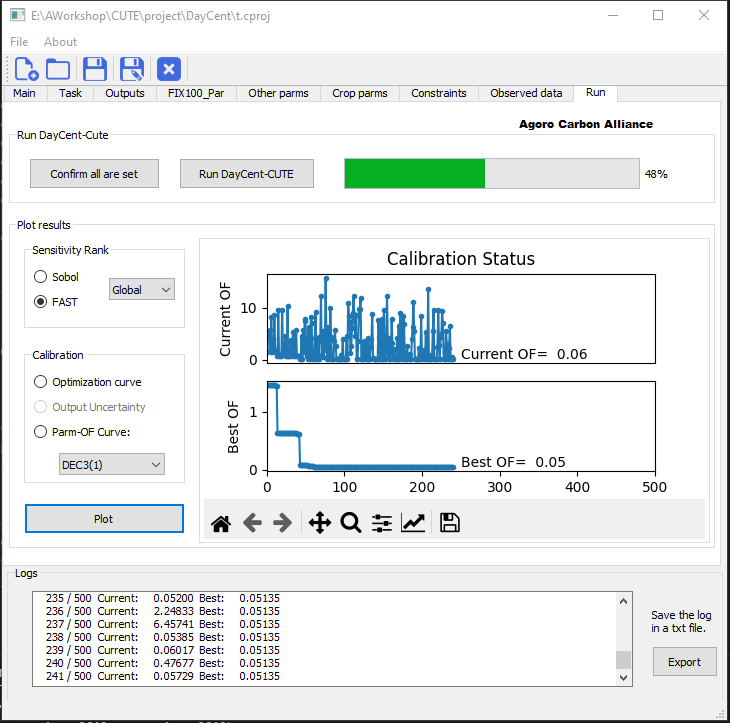 E:\AWorkshop\CUTE\project\DayCent\t.cproj
File About
Main Task Outputs FIX100_Par Other parms Crop parms Constraints Observed data Run
Agoro Carbon Alliance
Run DayCent-Cute
Confirm all are set Run DayCent-CUTE 48%
Plot results
Sensitivity Rank
Sobol
Global
FAST
Calibration
Optimization curve
Output Uncertainty
Parm-OF Curve:
DEC3(1)
Plot
Calibration Status
Current OF
10
0
Current OF= 0.06
Best OF
1
0
Best OF= 0.05
0 100 200 300 400 500
Logs
235 / 500 Current: 0.05200 Best: 0.05135
236 / 500 Current: 2.24833 Best: 0.05135
237 / 500 Current: 6.45741 Best: 0.05135
238 / 500 Current: 0.05385 Best: 0.05135
239 / 500 Current: 0.06017 Best: 0.05135
240 / 500 Current: 0.47677 Best: 0.05135
241 / 500 Current: 0.05729 Best: 0.05135
Save the log
in a txt file.
Export